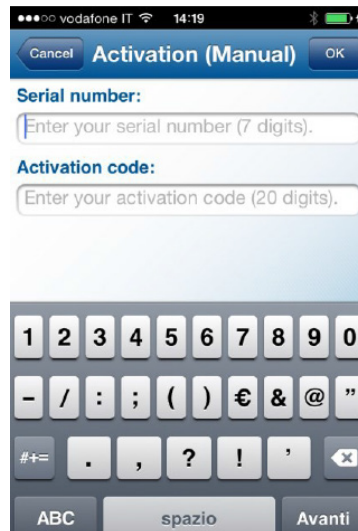 vodafone IT 14:19
Cancel Activation (Manual) OK
Serial number:
Enter your serial number (7 digits).
Activation code:
Enter your activation code (20 digits).
1 2 3 4 5 6 7 8 9 0
- / : ; ( ) € & @ "
#+= . , ? ! '
ABC spazio Avanti